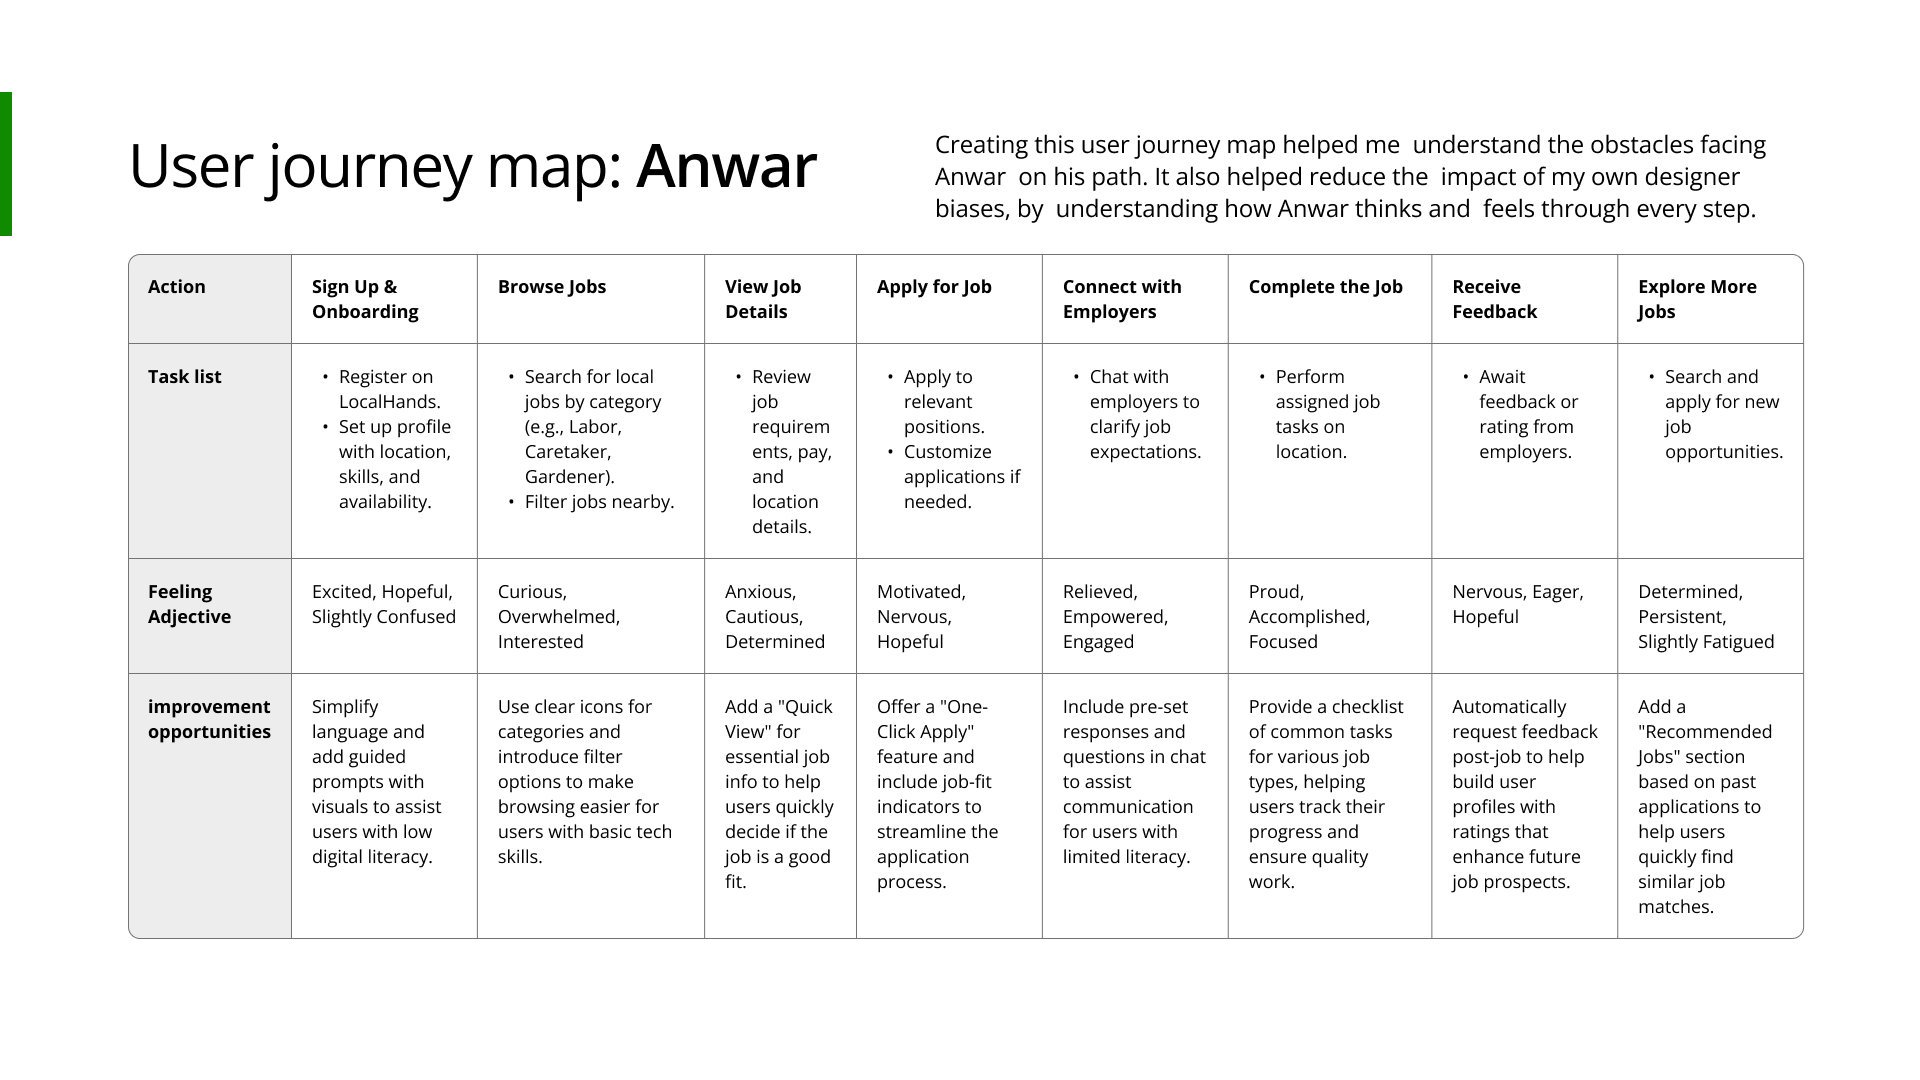 User journey map: Anwar
Creating this user journey map helped me  understand the obstacles facing
Anwar  on his path. It also helped reduce the  impact of my own designer
biases, by  understanding how Anwar thinks and  feels through every step.
Action
Sign Up &
Onboarding
Browse Jobs
View Job
Details
Apply for Job
Connect with
Employers
Complete the Job
Receive
Feedback
Explore More
Jobs
Task list
• Register on
LocalHands.
• Set up profile
with location,
skills, and
availability.
• Search for local
jobs by category
(e.g., Labor,
Caretaker,
Gardener).
• Filter jobs nearby.
• Review
job
requirem
ents, pay,
and
location
details.
• Apply to
relevant
positions.
• Customize
applications if
needed.
• Chat with
employers to
clarify job
expectations.
• Perform
assigned job
tasks on
location.
• Await
feedback or
rating from
employers.
• Search and
apply for new
job
opportunities.
Feeling
Adjective
Excited, Hopeful,
Slightly Confused
Curious,
Overwhelmed,
Interested
Anxious,
Cautious,
Determined
Motivated,
Nervous,
Hopeful
Relieved,
Empowered,
Engaged
Proud,
Accomplished,
Focused
Nervous, Eager,
Hopeful
Determined,
Persistent,
Slightly Fatigued
improvement
opportunities
Simplify
language and
add guided
prompts with
visuals to assist
users with low
digital literacy.
Use clear icons for
categories and
introduce filter
options to make
browsing easier for
users with basic tech
skills.
Add a "Quick
View" for
essential job
info to help
users quickly
decide if the
job is a good
fit.
Offer a "One-
Click Apply"
feature and
include job-fit
indicators to
streamline the
application
process.
Include pre-set
responses and
questions in chat
to assist
communication
for users with
limited literacy.
Provide a checklist
of common tasks
for various job
types, helping
users track their
progress and
ensure quality
work.
Automatically
request feedback
post-job to help
build user
profiles with
ratings that
enhance future
job prospects.
Add a
"Recommended
Jobs" section
based on past
applications to
help users
quickly find
similar job
matches.